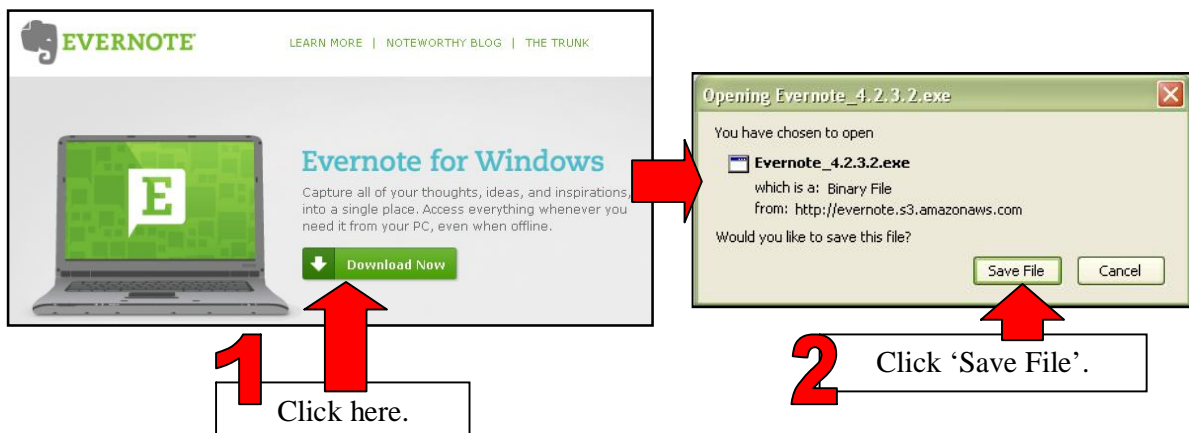 EVERNOTE
LEARN MORE | NOTEWORTHY BLOG | THE TRUNK
E
Evernote for Windows
Capture all of your thoughts, ideas, and inspirations,
into a single place. Access everything whenever you
need it from your PC, even when offline.
Download Now
1
Click here.
Opening Evernote_4.2.3.2.exe
You have chosen to open
Evernote_4.2.3.2.exe
which is a: Binary File
from: http://evernote.s3.amazonaws.com
Would you like to save this file?
Save File Cancel
2
Click ‘Save File’.